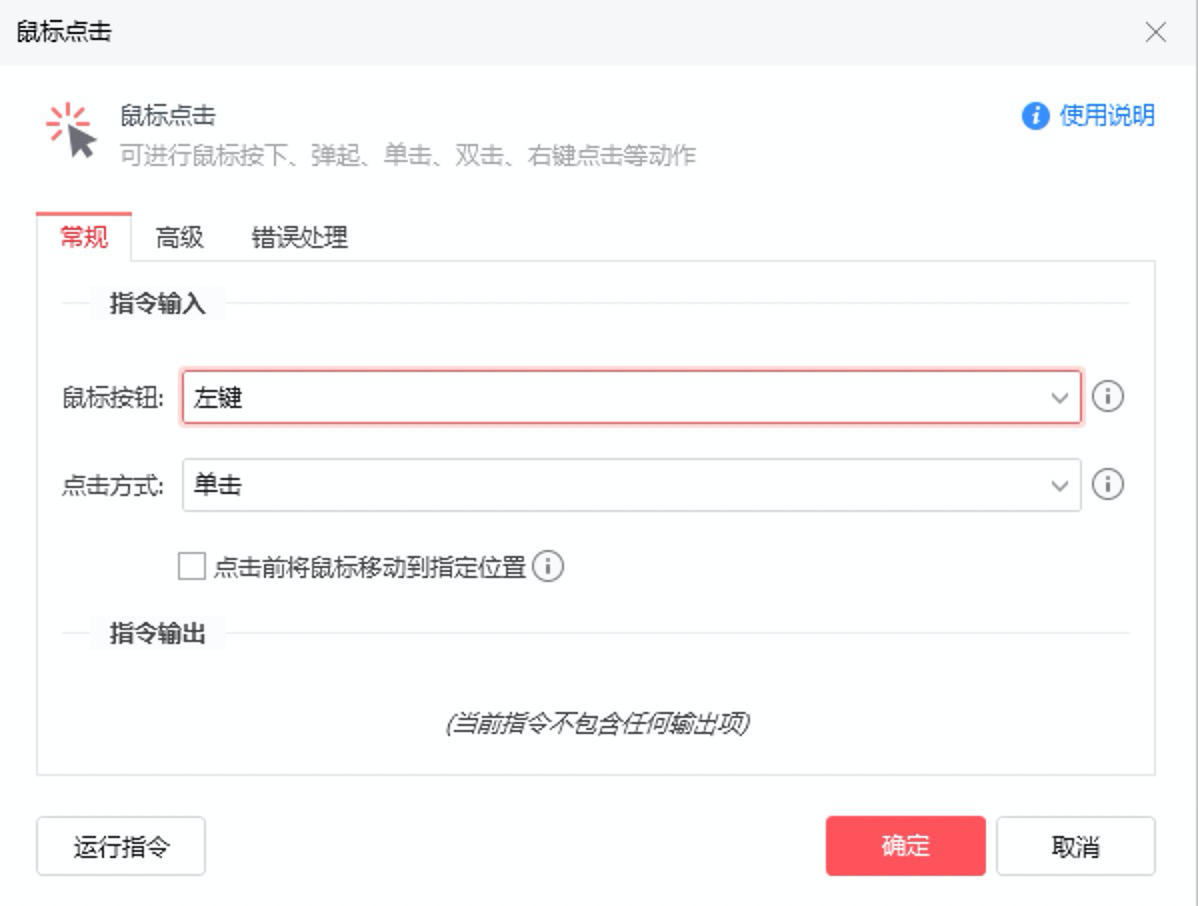 鼠标点击
鼠标点击
使用说明
可进行鼠标按下、弹起、单击、双击、右键点击等动作
常规 高级 错误处理
指令输入
鼠标按钮: 左键
点击方式: 单击
点击前将鼠标移动到指定位置
指令输出
(当前指令不包含任何输出项)
运行指令 确定 取消